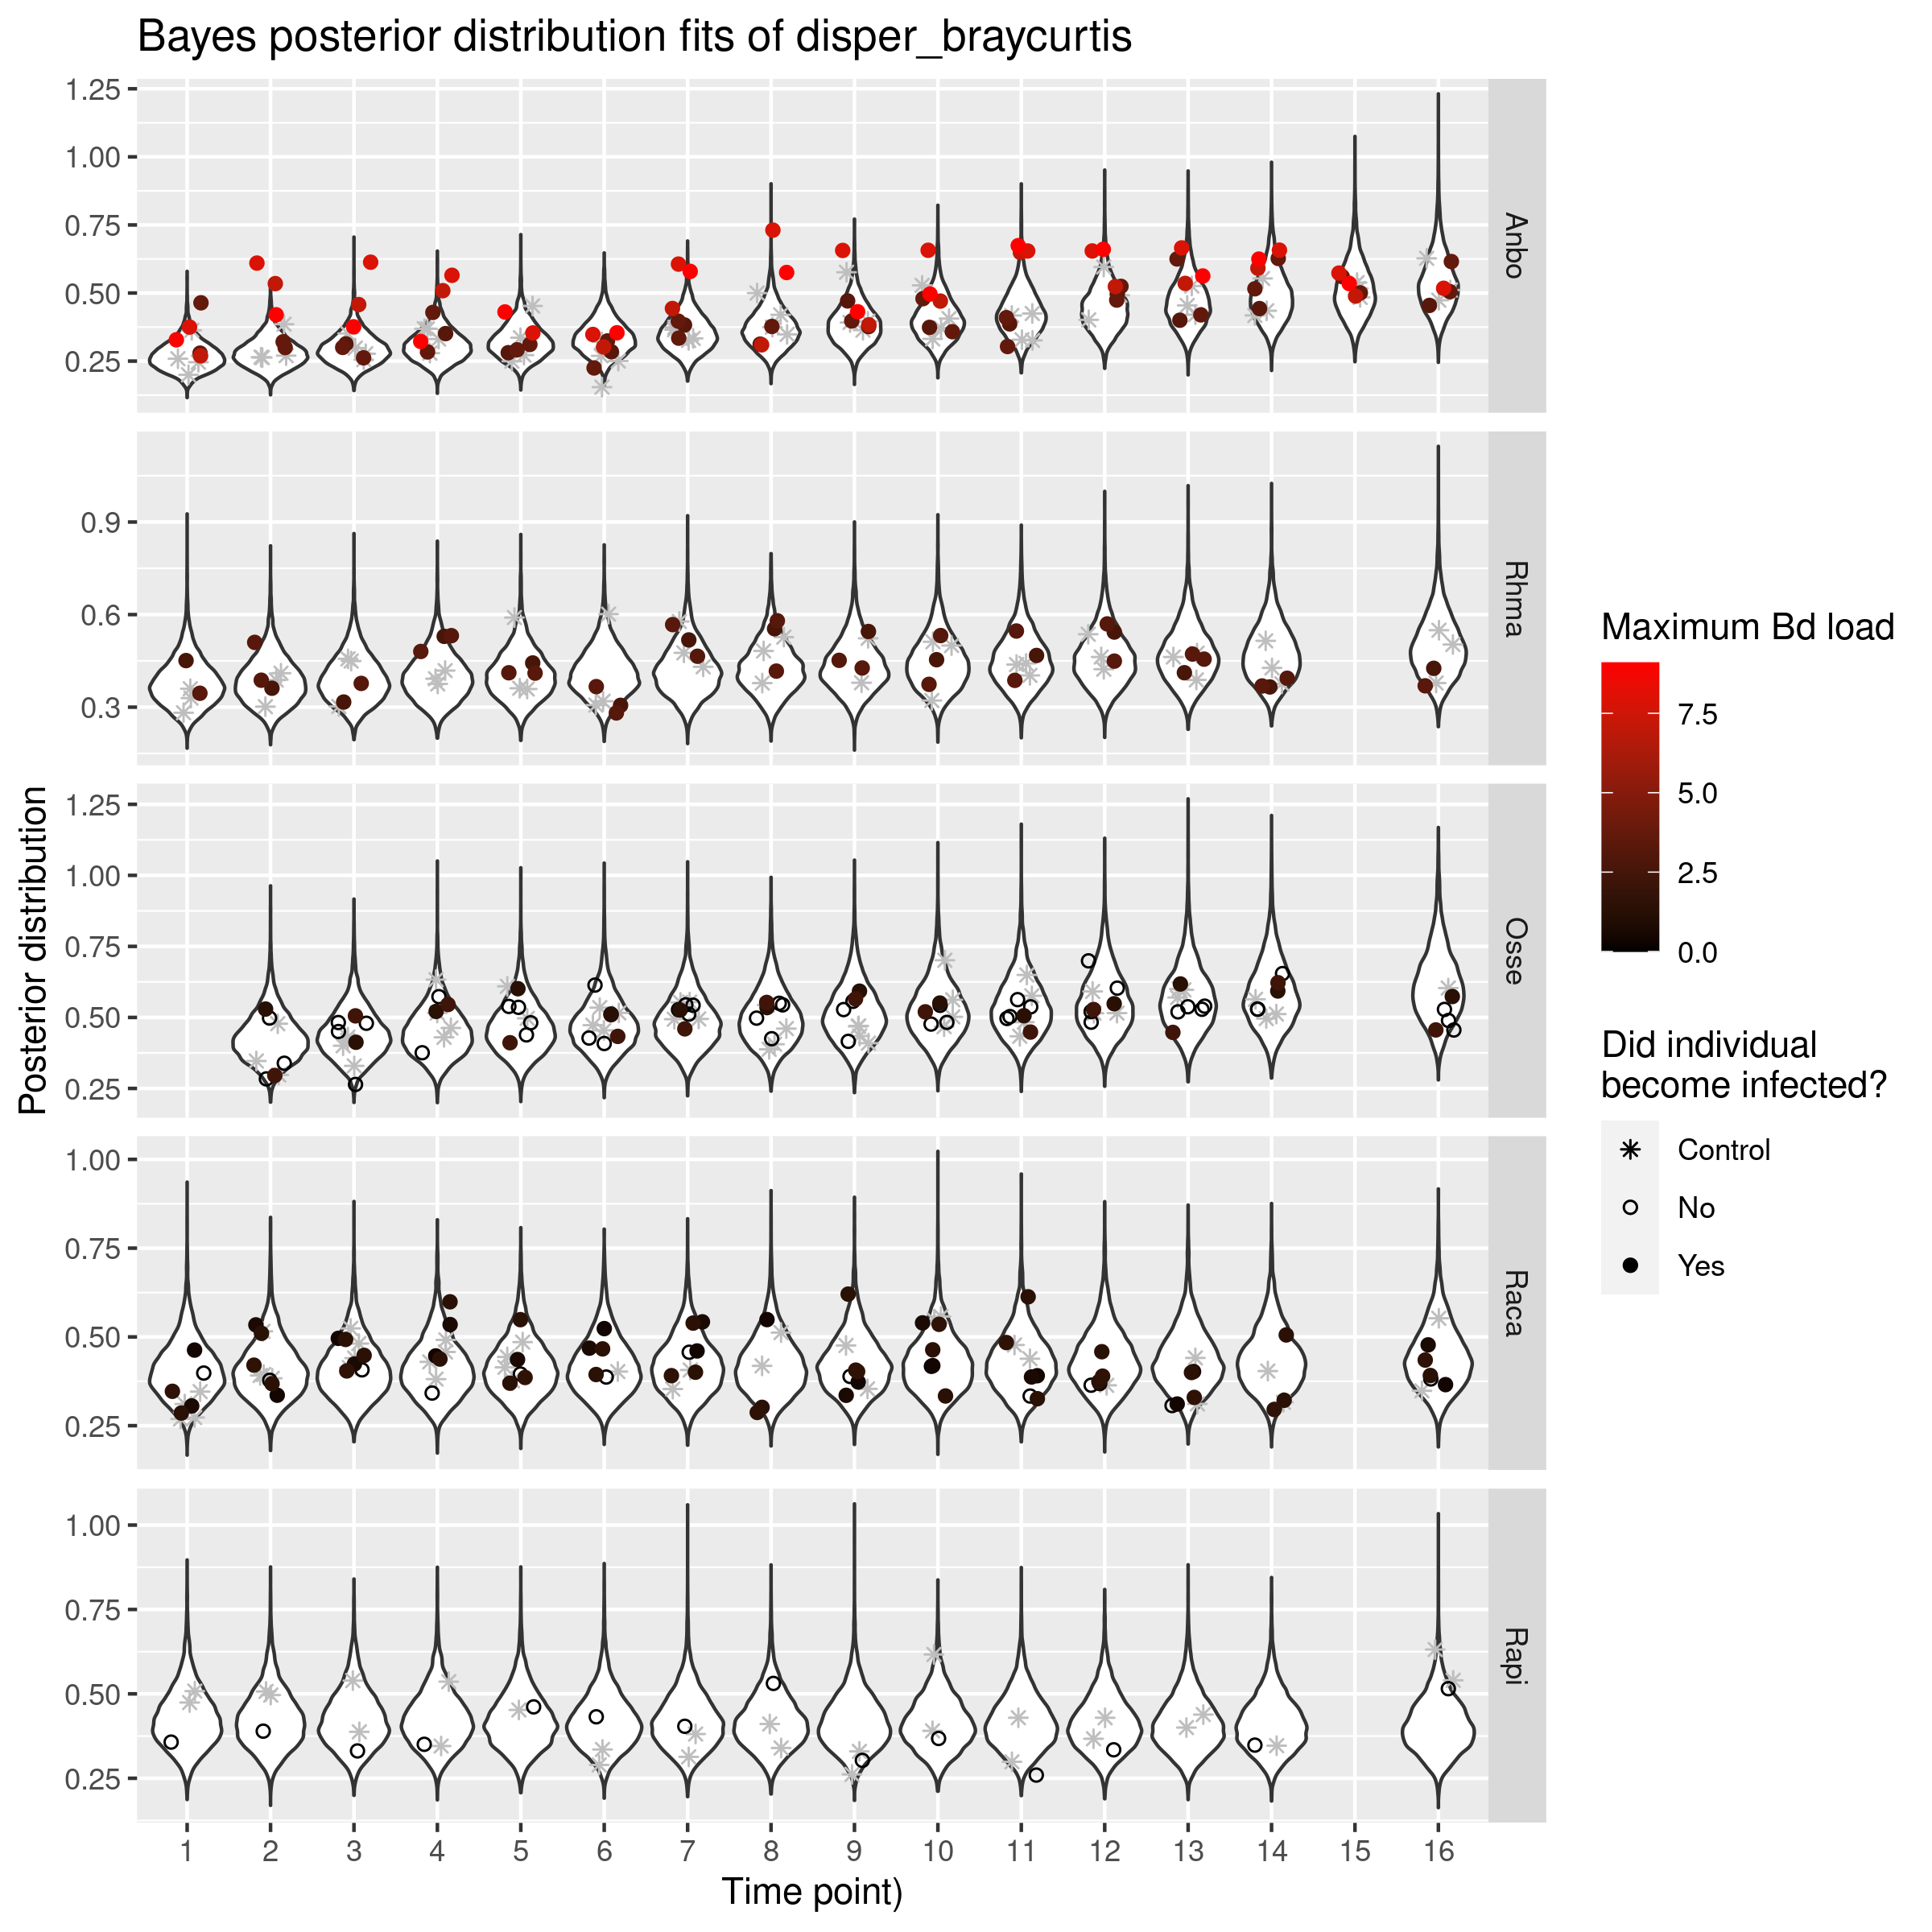 Bayes posterior distribution fits of disper_braycurtis
1.25
1.00
0.75
0.50
0.25
Anbo
0.9
0.6
0.3
Rhma
1.25
1.00
0.75
0.50
0.25
Osse
1.00
0.75
0.50
0.25
Raca
1.00
0.75
0.50
0.25
Rapi
Posterior distribution
1 2 3 4 5 6 7 8 9 10 11 12 13 14 15 16
Time point)
Maximum Bd load
7.5
5.0
2.5
0.0
Did individual
become infected?
Control
No
Yes